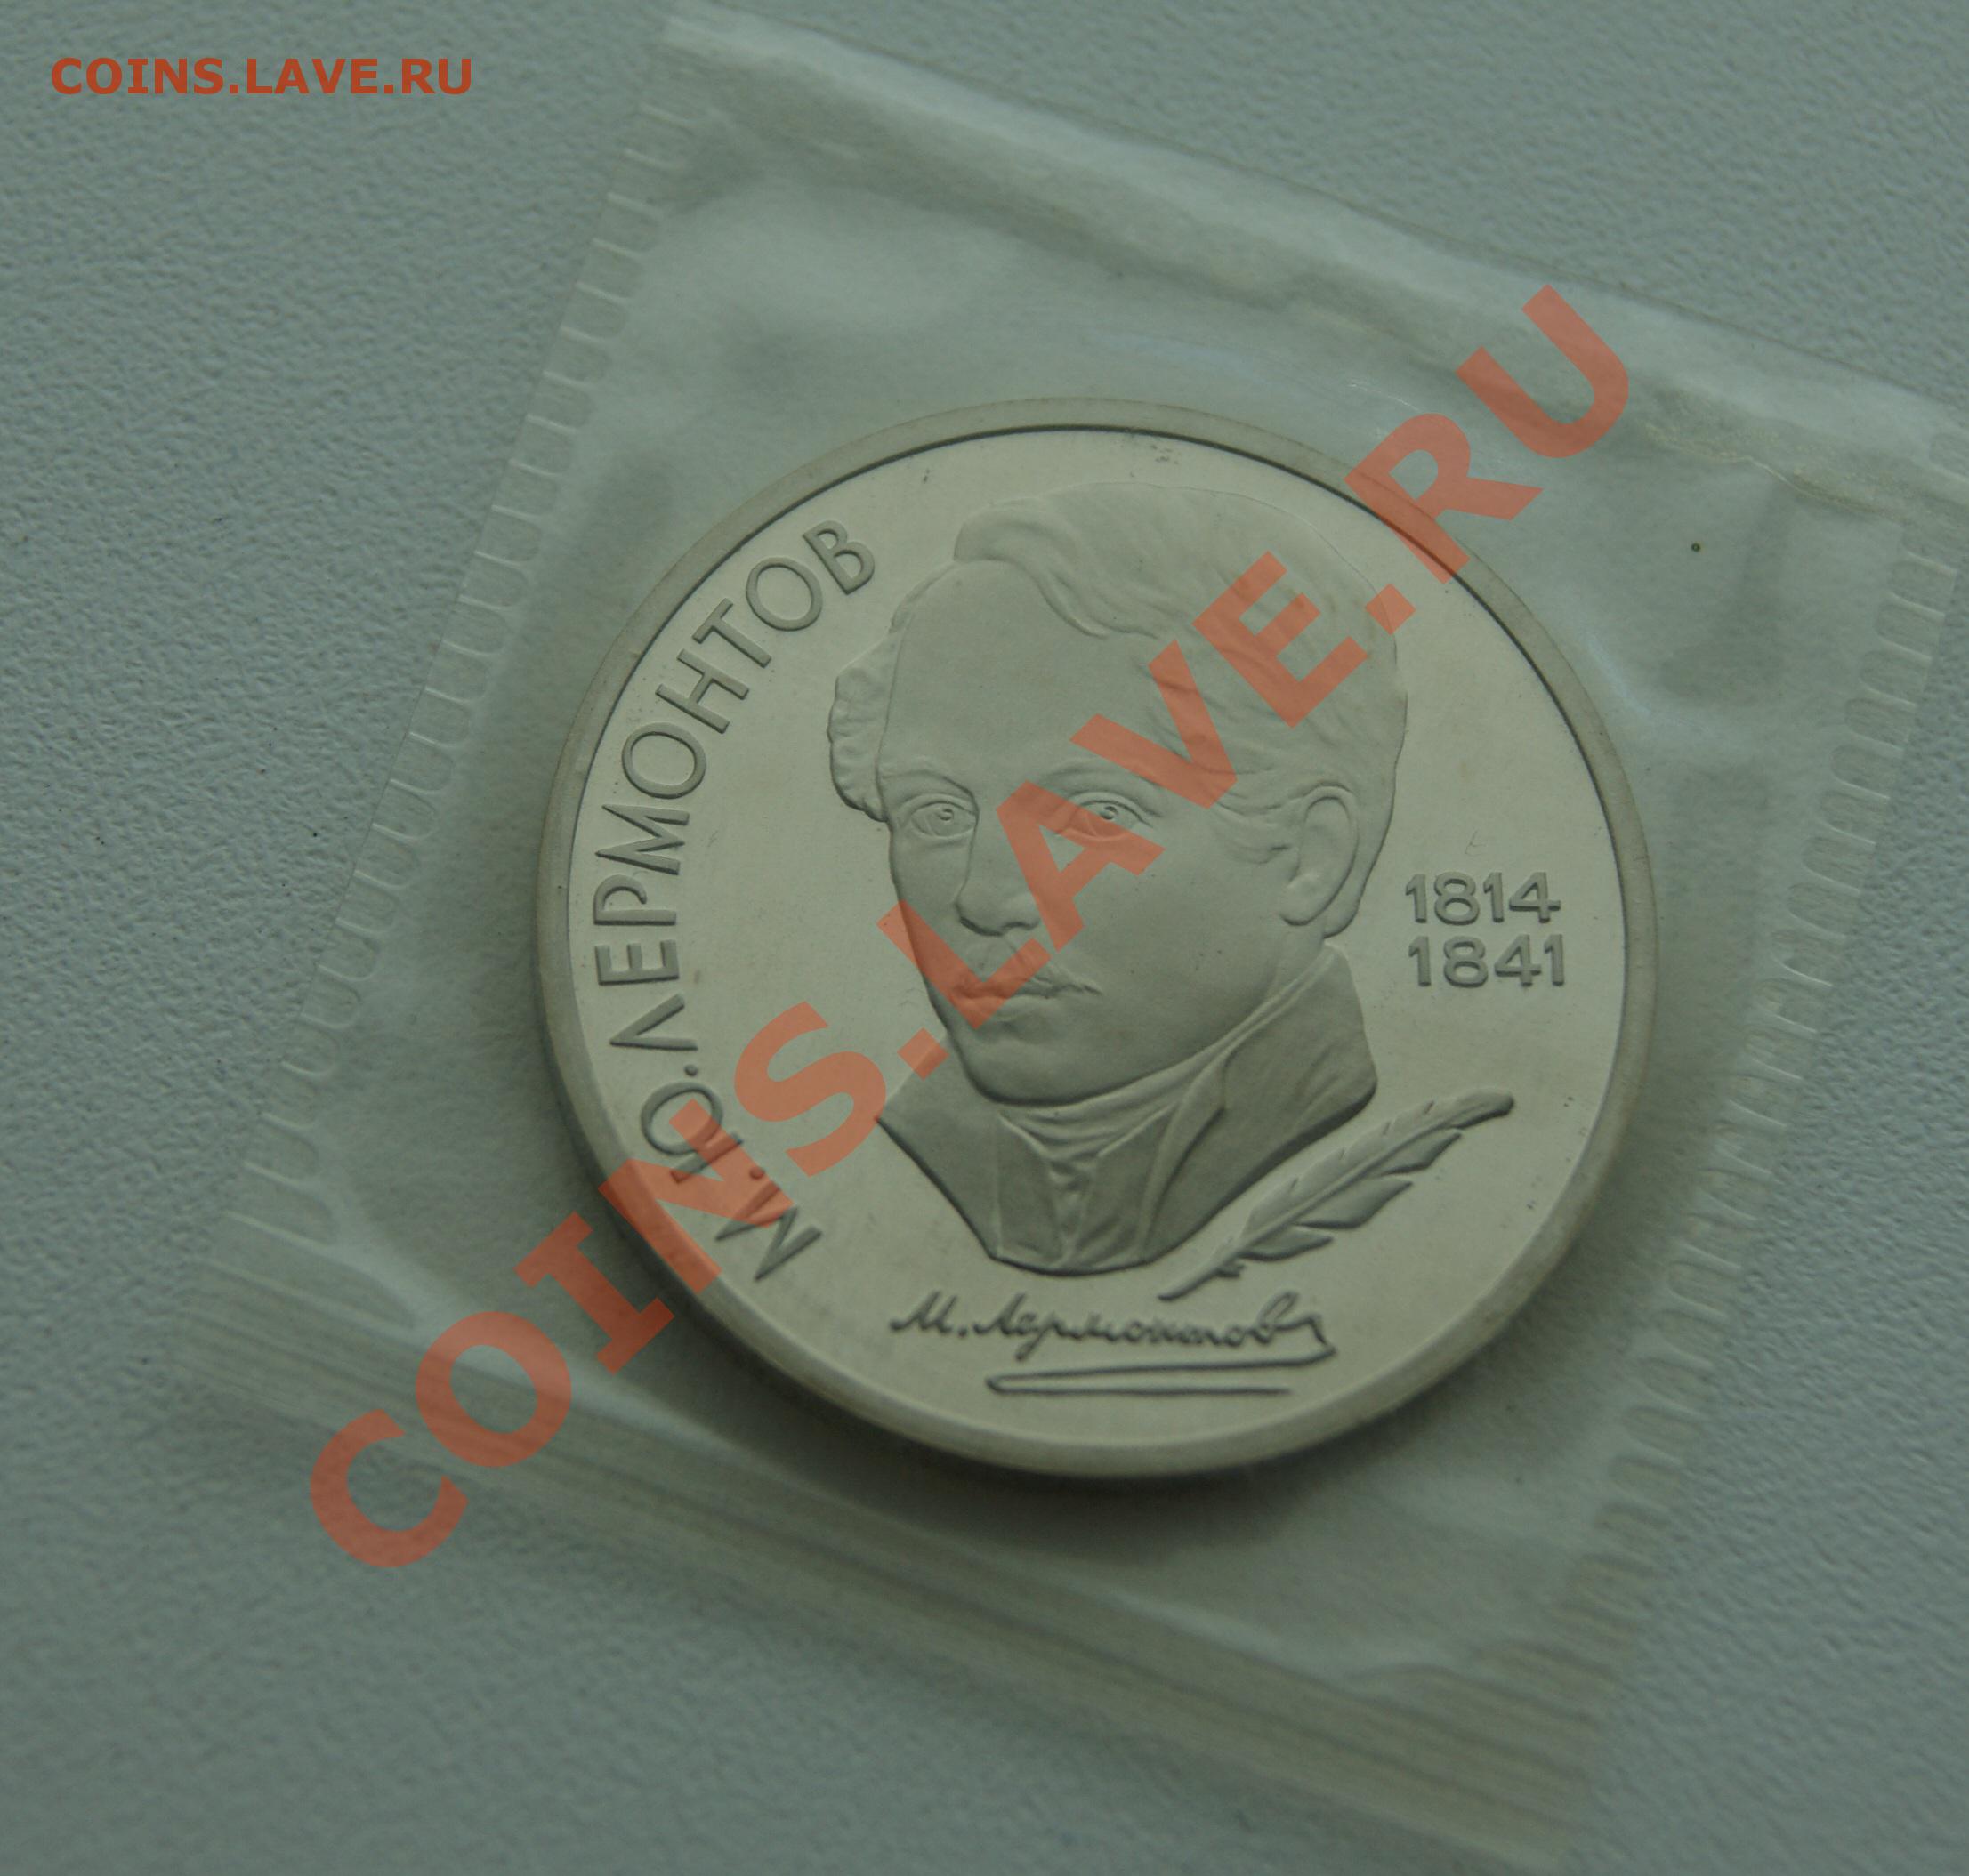 COINS.LAVE.RU
М.Ю.ЛЕРМОНТОВ
1814
1841
М. Лермонтовъ
COINS.LAVE.RU